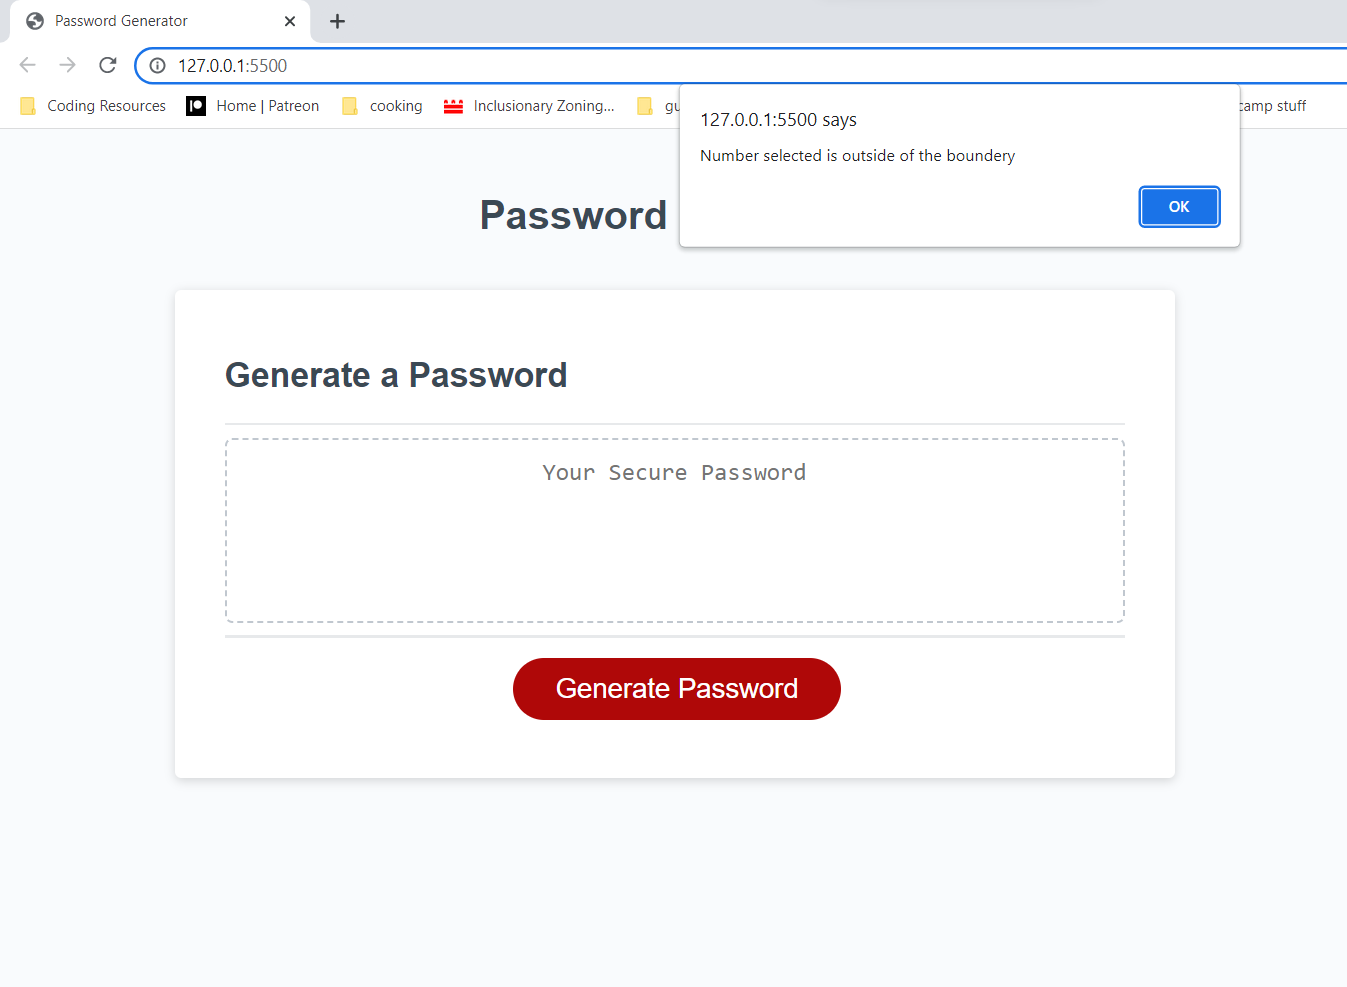 Password Generator
127.0.0.1:5500
Coding Resources Home | Patreon cooking Inclusionary Zoning... gu camp stuff
127.0.0.1:5500 says
Number selected is outside of the boundery
OK
Password
Generate a Password
Your Secure Password
Generate Password